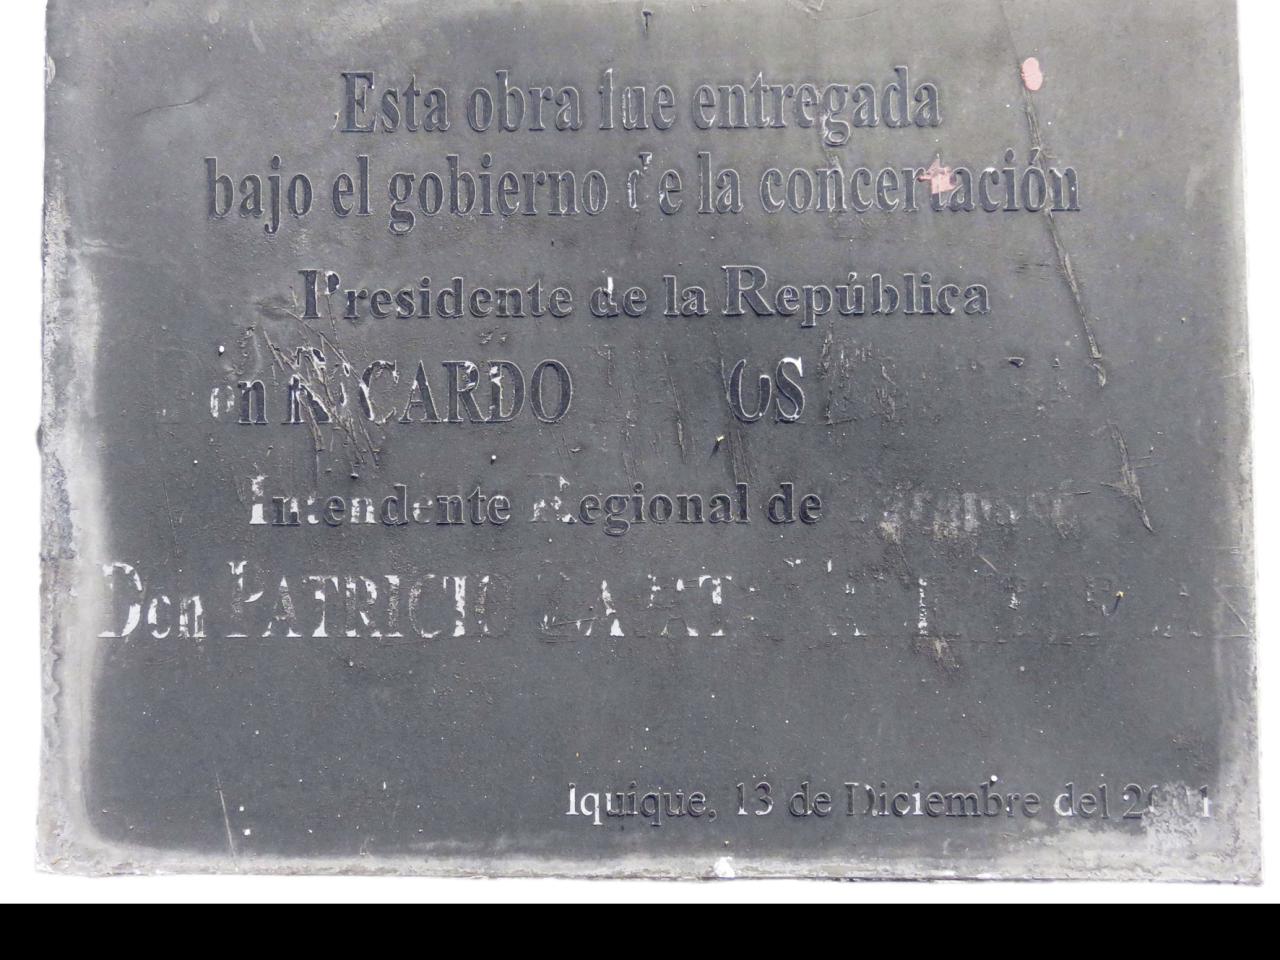 Esta obra fue entregada
bajo el gobierno de la concertación
Presidente de la República
RICARDO
Intendente Regional de
Don PATRICIO
Iquique, 13 de Diciembre del 2001